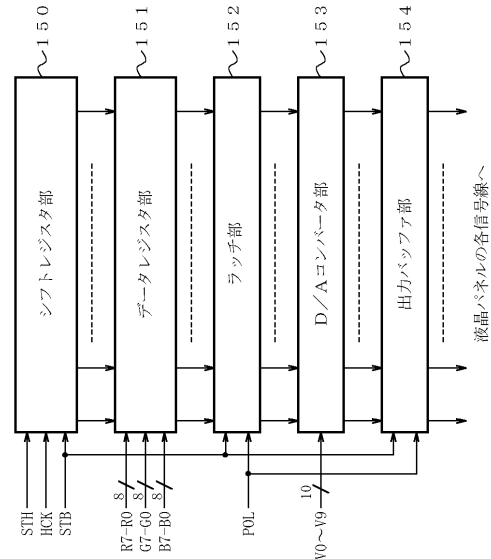 150
151
152
153
154
シフトレジスタ部
データレジスタ部
ラッチ部
D/Aコンバータ部
出力バッファ部
液晶パネルの各信号線へ
STH
HCK
STB
R7-R0
G7-G0
B7-B0
8
8
8
POL
V0~V9
10